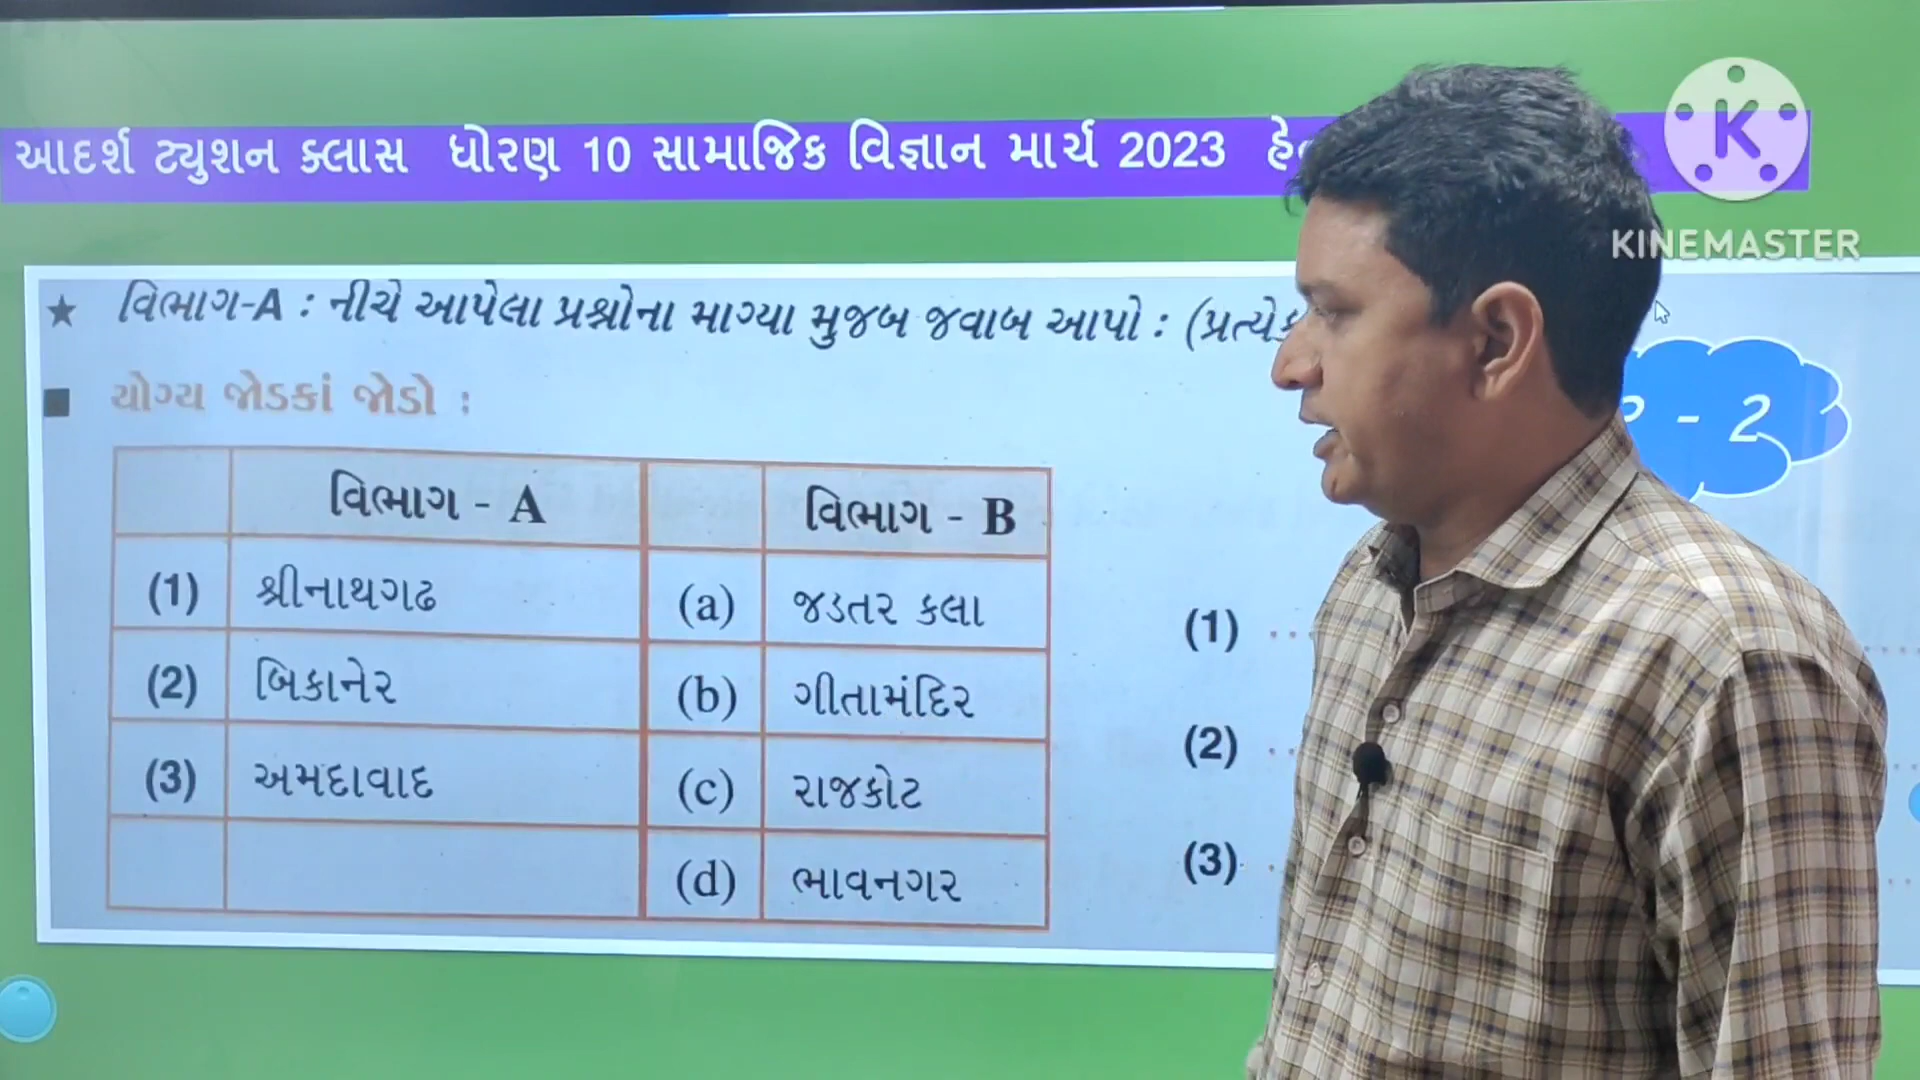 આદર્શ ટ્યુશન ક્લાસ ધોરણ 10 સામાજિક વિજ્ઞાન માર્ચ 2023
K
KINEMASTER
★ વિભાગ-A : નીચે આપેલા પ્રશ્નોના માગ્યા મુજબ જવાબ આપો :
યોગ્ય જોડકાં જોડો :
- 2
વિભાગ - A વિભાગ - B
(1) શ્રીનાથગઢ (a) જડતર કલા
(2) બિકાનેર (b) ગીતામંદિર
(3) અમદાવાદ (c) રાજકોટ
(d) ભાવનગર
(1)
(2)
(3)